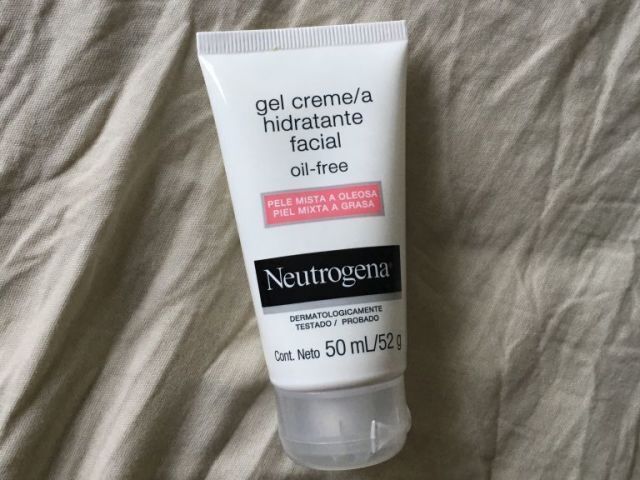 gel creme/a
hidratante
facial
oil-free
PELE MISTA A OLEOSA
PIEL MIXTA A GRASA
Neutrogena®
DERMATOLOGICAMENTE
TESTADO / PROBADO
Cont. Neto 50 mL/52 g